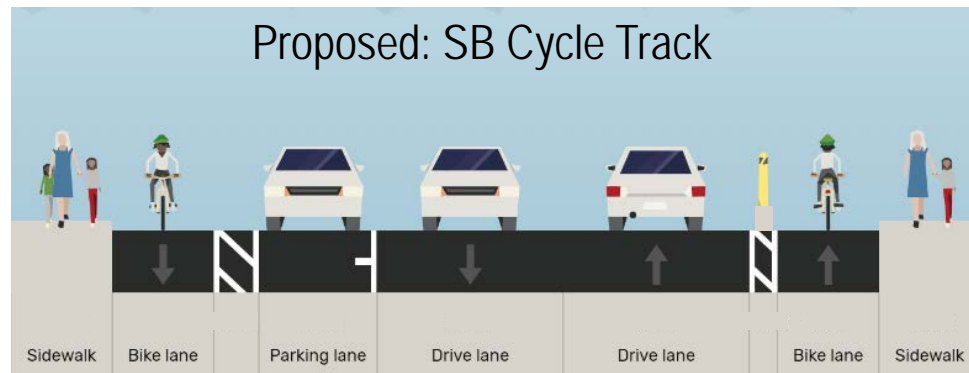 Proposed: SB Cycle Track
Sidewalk Bike lane Parking lane Drive lane Drive lane Bike lane Sidewalk